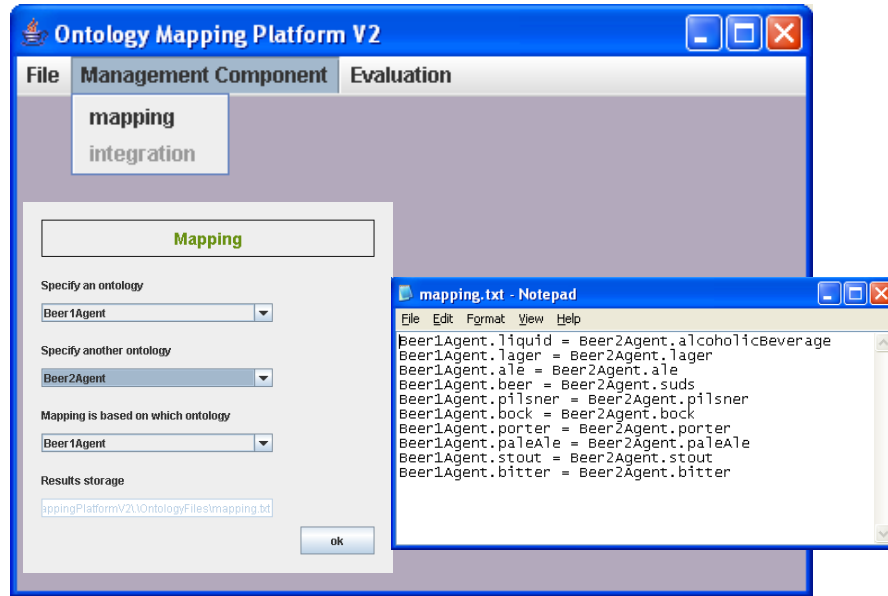 Ontology Mapping Platform V2
File Management Component Evaluation
mapping
integration
Mapping
Specify an ontology
Beer1Agent
Specify another ontology
Beer2Agent
Mapping is based on which ontology
Beer1Agent
Results storage
appingPlatformV2\.\OntologyFiles\mapping.txt
ok
mapping.txt - Notepad
File Edit Format View Help
Beer1Agent.liquid = Beer2Agent.alcoholicBeverage
Beer1Agent.lager = Beer2Agent.lager
Beer1Agent.ale = Beer2Agent.ale
Beer1Agent.beer = Beer2Agent.suds
Beer1Agent.pilsner = Beer2Agent.pilsner
Beer1Agent.bock = Beer2Agent.bock
Beer1Agent.porter = Beer2Agent.porter
Beer1Agent.paleAle = Beer2Agent.paleAle
Beer1Agent.stout = Beer2Agent.stout
Beer1Agent.bitter = Beer2Agent.bitter